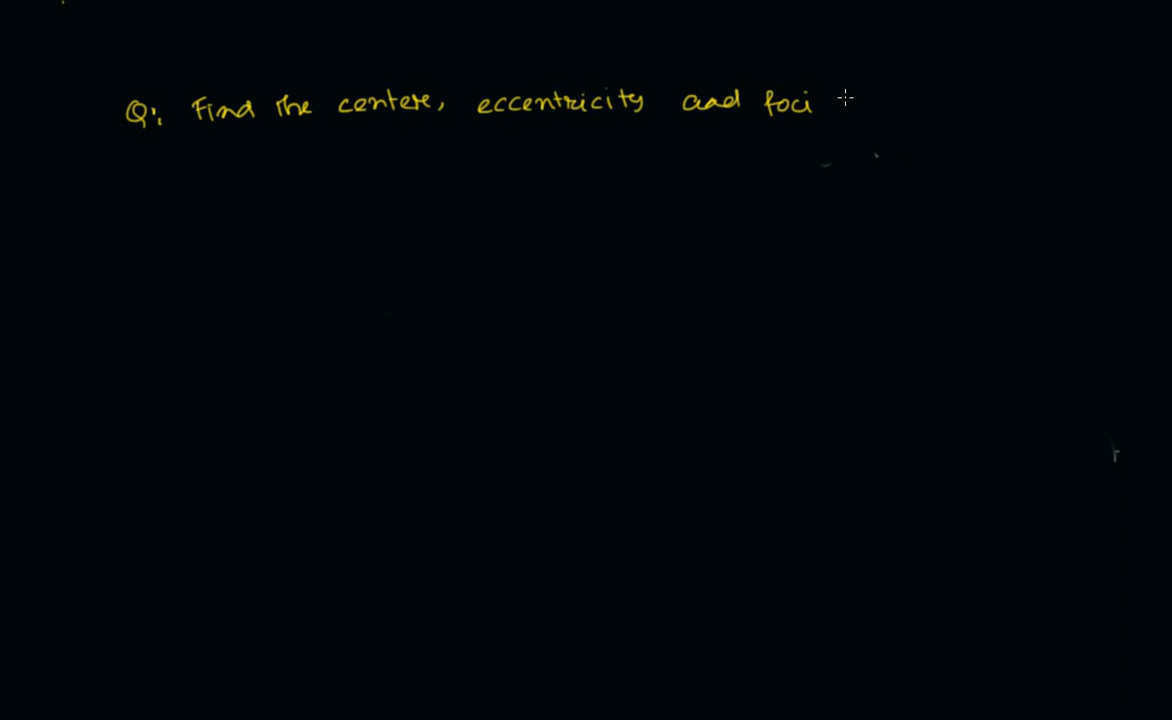 Q:, Find the centere, eccentricity and foci